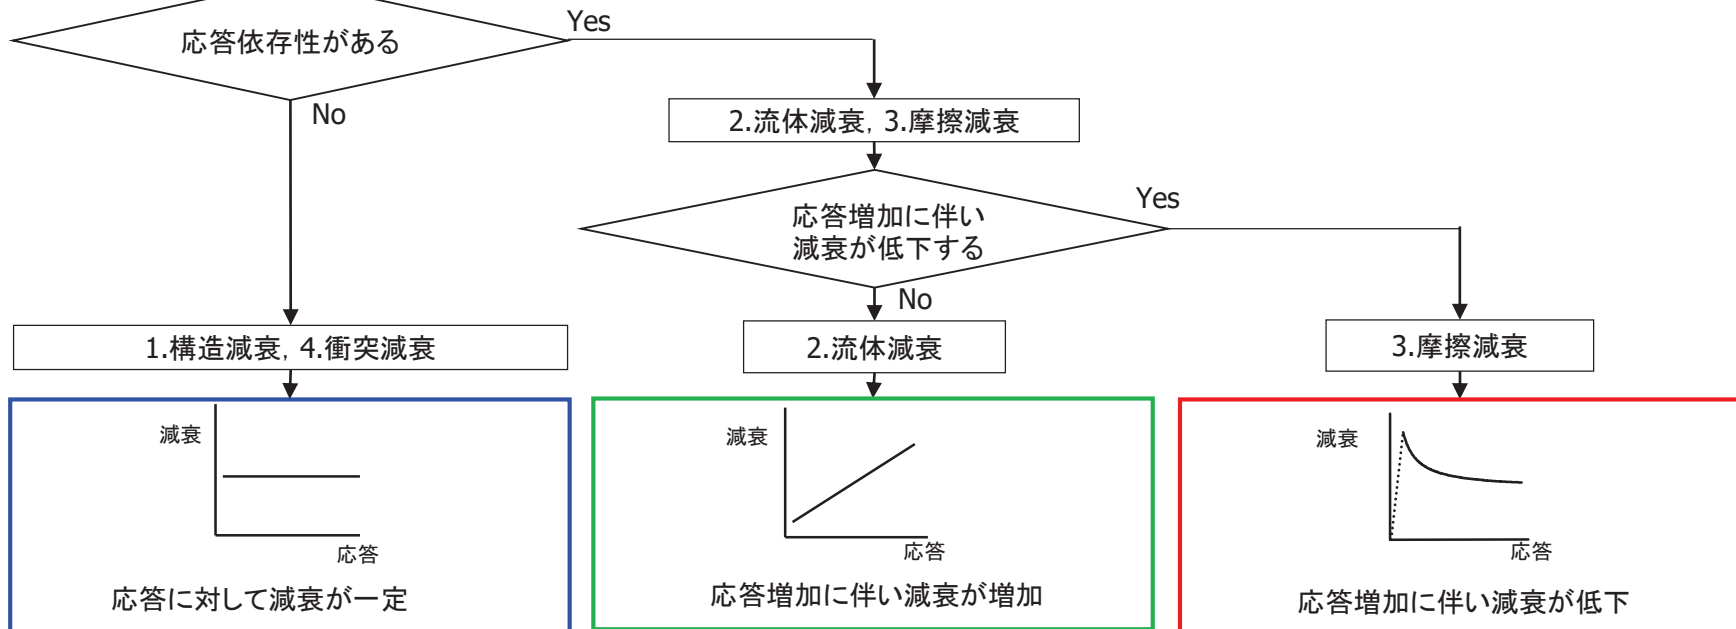 応答依存性がある
Yes
No
2.流体減衰, 3.摩擦減衰
応答増加に伴い
減衰が低下する
Yes
No
1.構造減衰, 4.衝突減衰
2.流体減衰
3.摩擦減衰
減衰
応答
応答に対して減衰が一定
減衰
応答
応答増加に伴い減衰が増加
減衰
応答
応答増加に伴い減衰が低下